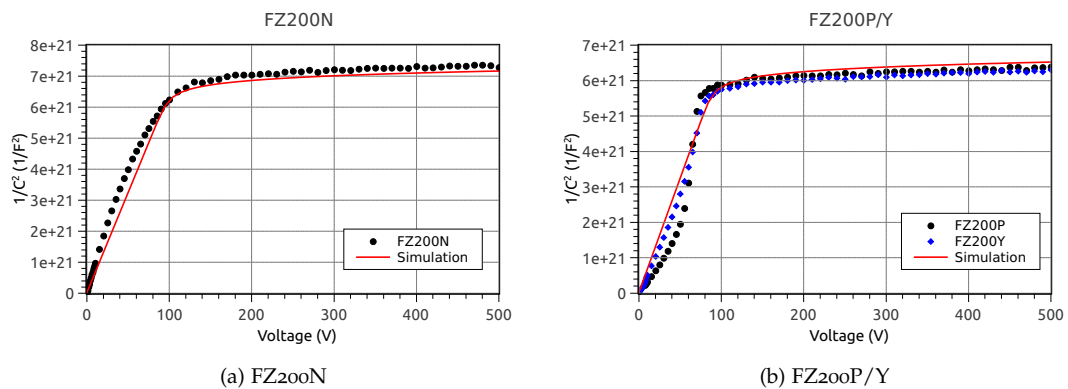 FZ200N
8e+21
7e+21
6e+21
5e+21
4e+21
3e+21
2e+21
1e+21
0
1/C² (1/F²)
0 100 200 300 400 500
Voltage (V)
FZ200N
Simulation
(a) FZ200N
FZ200P/Y
7e+21
6e+21
5e+21
4e+21
3e+21
2e+21
1e+21
0
1/C² (1/F²)
0 100 200 300 400 500
Voltage (V)
FZ200P
FZ200Y
Simulation
(b) FZ200P/Y